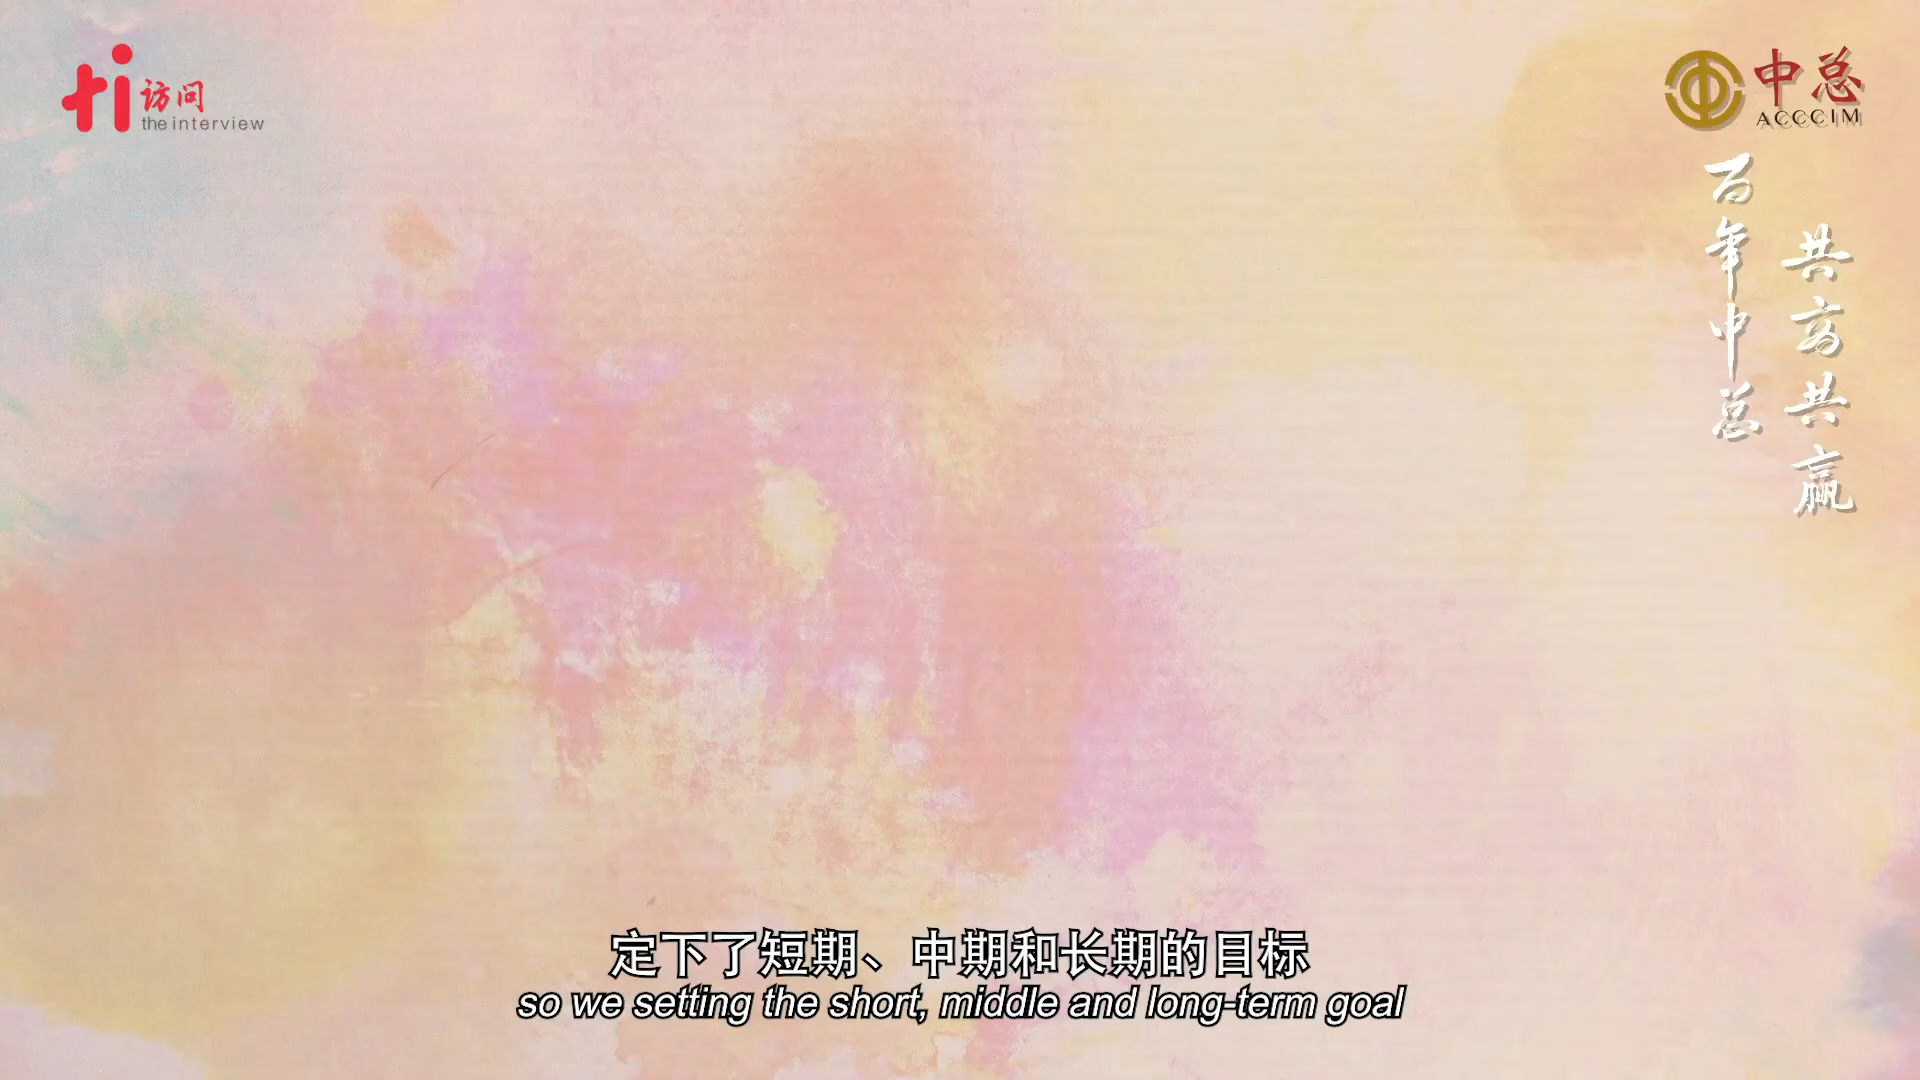 访问
the interview
中总
ACCCIM
百年中总
共商共赢
定下了短期、中期和长期的目标
so we setting the short, middle and long-term goal